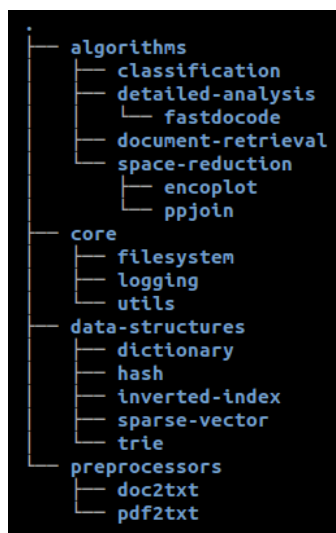 .
├── algorithms
│   ├── classification
│   ├── detailed-analysis
│   │   └── fastdocode
│   ├── document-retrieval
│   └── space-reduction
│       ├── encoplot
│       └── ppjoin
├── core
│   ├── filesystem
│   ├── logging
│   └── utils
├── data-structures
│   ├── dictionary
│   ├── hash
│   ├── inverted-index
│   ├── sparse-vector
│   └── trie
└── preprocessors
    ├── doc2txt
    └── pdf2txt